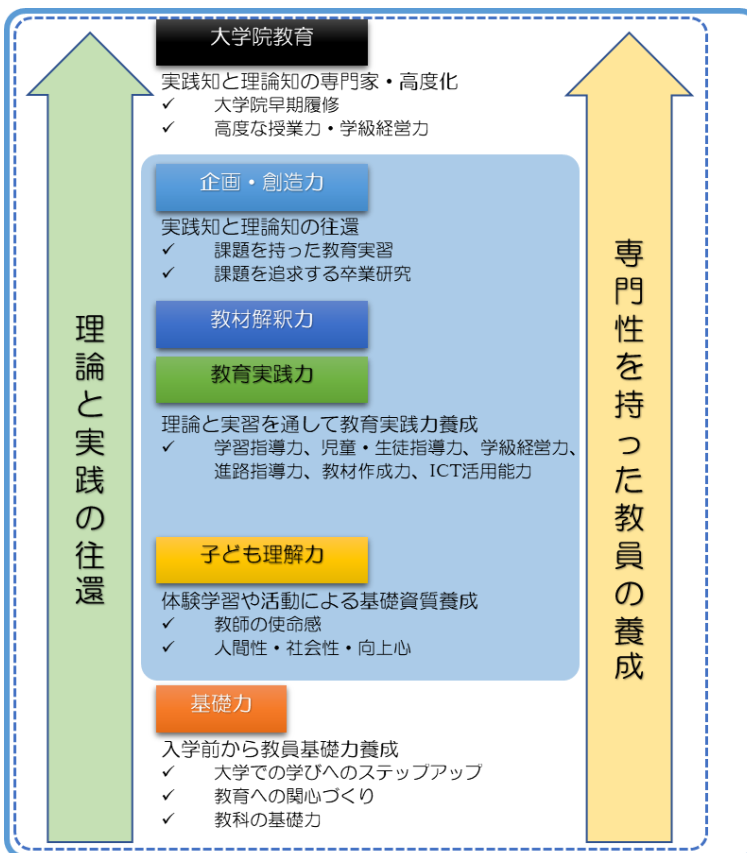 大学院教育
実践知と理論知の専門家・高度化
✓ 大学院早期履修
✓ 高度な授業力・学級経営力
企画・創造力
実践知と理論知の往還
✓ 課題を持った教育実習
✓ 課題を追求する卒業研究
教材解釈力
教育実践力
理論と実習を通して教育実践力養成
✓ 学習指導力、児童・生徒指導力、学級経営力、
進路指導力、教材作成力、ICT活用能力
子ども理解力
体験学習や活動による基礎資質養成
✓ 教師の使命感
✓ 人間性・社会性・向上心
基礎力
入学前から教員基礎力養成
✓ 大学での学びへのステップアップ
✓ 教育への関心づくり
✓ 教科の基礎力
理論と実践の往還
専門性を持った教員の養成